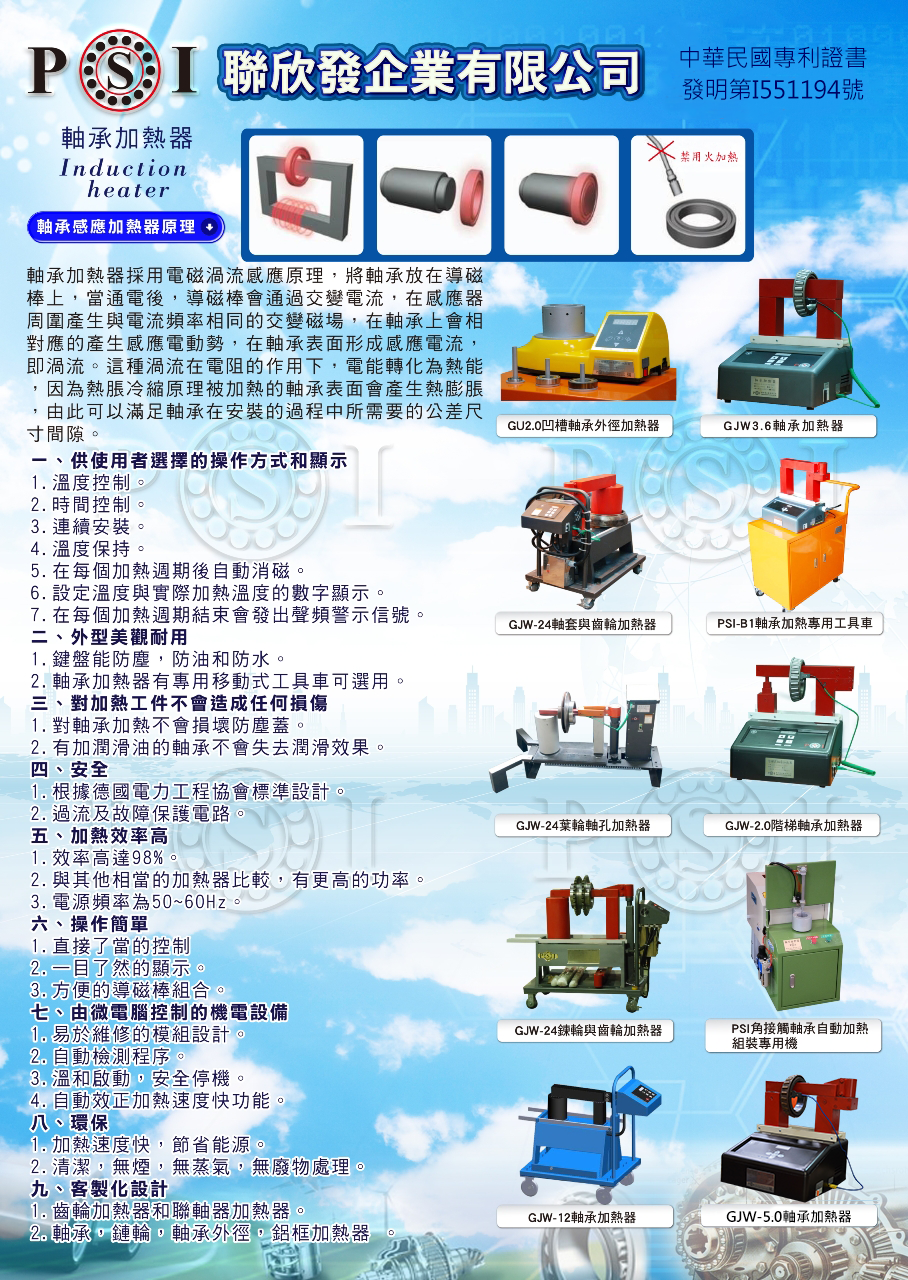 PSI
聯欣發企業有限公司
中華民國專利證書
發明第I551194號
軸承加熱器
Induction
heater
禁用火加熱
軸承感應加熱器原理
軸承加熱器採用電磁渦流感應原理，將軸承放在導磁
棒上，當通電後，導磁棒會通過交變電流，在感應器
周圍產生與電流頻率相同的交變磁場，在軸承上會相
對應的產生感應電動勢，在軸承表面形成感應電流，
即渦流。這種渦流在電阻的作用下，電能轉化為熱能
，因為熱脹冷縮原理被加熱的軸承表面會產生熱膨脹
，由此可以滿足軸承在安裝的過程中所需要的公差尺
寸間隙。
一、供使用者選擇的操作方式和顯示
1.溫度控制。
2.時間控制。
3.連續安裝。
4.溫度保持。
5.在每個加熱週期後自動消磁。
6.設定溫度與實際加熱溫度的數字顯示。
7.在每個加熱週期結束會發出聲頻警示信號。
二、外型美觀耐用
1.鍵盤能防塵，防油和防水。
2.軸承加熱器有專用移動式工具車可選用。
三、對加熱工件不會造成任何損傷
1.對軸承加熱不會損壞防塵蓋。
2.有加潤滑油的軸承不會失去潤滑效果。
四、安全
1.根據德國電力工程協會標準設計。
2.過流及故障保護電路。
五、加熱效率高
1.效率高達98%。
2.與其他相當的加熱器比較，有更高的功率。
3.電源頻率為50~60Hz。
六、操作簡單
1.直接了當的控制
2.一目了然的顯示。
3.方便的導磁棒組合。
七、由微電腦控制的機電設備
1.易於維修的模組設計。
2.自動檢測程序。
3.溫和啟動，安全停機。
4.自動效正加熱速度快功能。
八、環保
1.加熱速度快，節省能源。
2.清潔，無煙，無蒸氣，無廢物處理。
九、客製化設計
1.齒輪加熱器和聯軸器加熱器。
2.軸承，鏈輪，軸承外徑，鋁框加熱器 。
GU2.0凹槽軸承外徑加熱器
GJW3.6軸承加熱器
GJW-24軸套與齒輪加熱器
PSI-B1軸承加熱專用工具車
GJW-24葉輪軸孔加熱器
GJW-2.0階梯軸承加熱器
GJW-24鍊輪與齒輪加熱器
PSI角接觸軸承自動加熱
組裝專用機
GJW-12軸承加熱器
GJW-5.0軸承加熱器